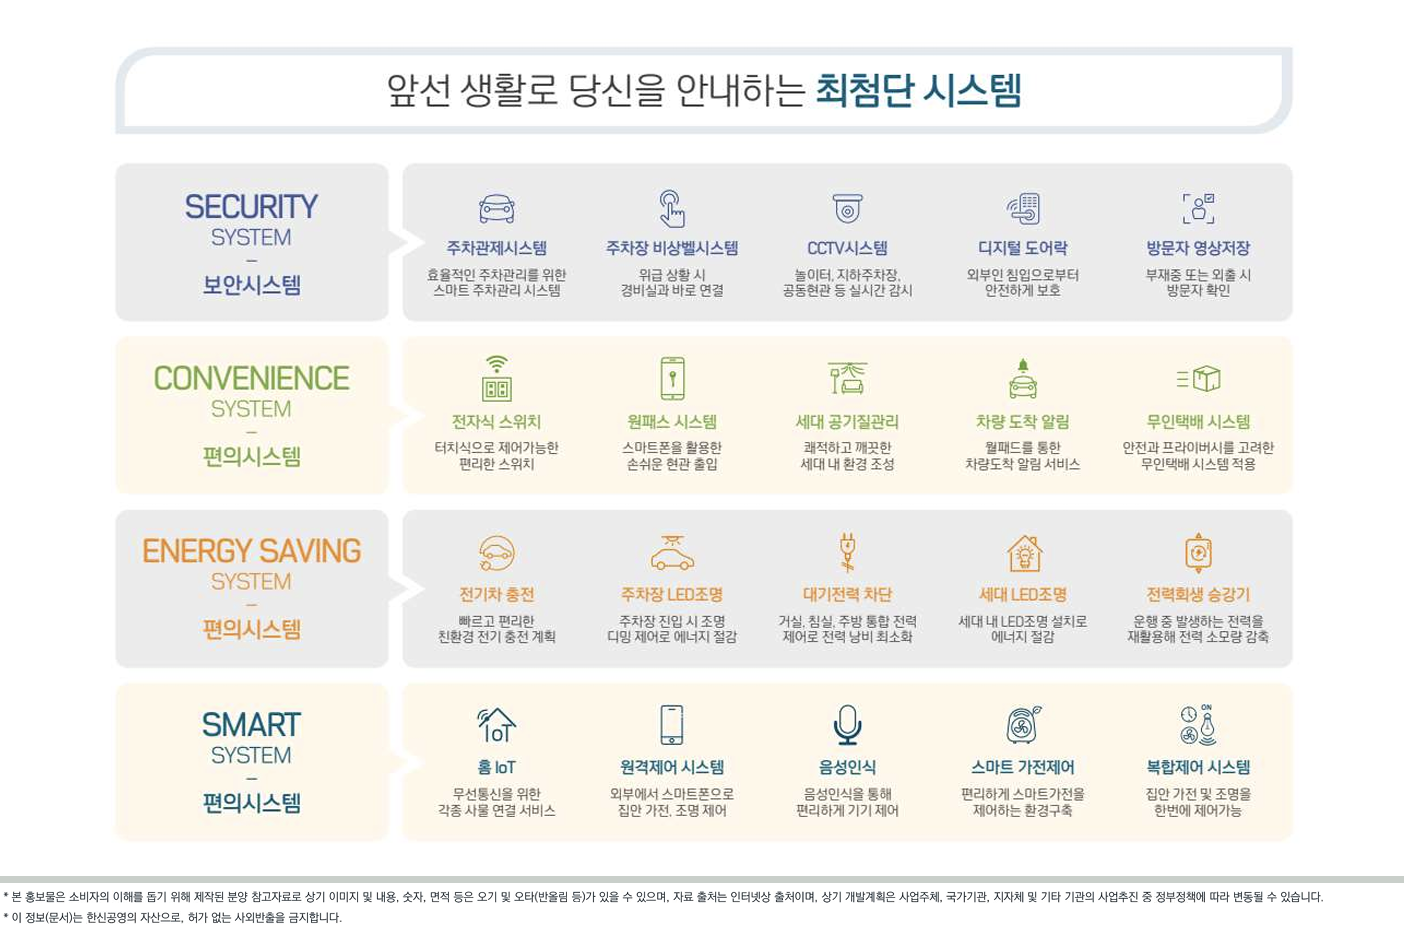 앞선 생활로 당신을 안내하는 최첨단 시스템
SECURITY
SYSTEM
–
보안시스템
주차관제시스템
효율적인 주차관리를 위한
스마트 주차관리 시스템
주차장 비상벨시스템
위급 상황 시
경비실과 바로 연결
CCTV시스템
놀이터, 지하주차장,
공동현관 등 실시간 감시
디지털 도어락
외부인 침입으로부터
안전하게 보호
방문자 영상저장
부재중 또는 외출 시
방문자 확인
CONVENIENCE
SYSTEM
–
편의시스템
전자식 스위치
터치식으로 제어가능한
편리한 스위치
원패스 시스템
스마트폰을 활용한
손쉬운 현관 출입
세대 공기질관리
쾌적하고 깨끗한
세대 내 환경 조성
차량 도착 알림
월패드를 통한
차량도착 알림 서비스
무인택배 시스템
안전과 프라이버시를 고려한
무인택배 시스템 적용
ENERGY SAVING
SYSTEM
–
편의시스템
전기차 충전
빠르고 편리한
친환경 전기 충전 계획
주차장 LED조명
주차장 진입 시 조명
디밍 제어로 에너지 절감
대기전력 차단
거실, 침실, 주방 통합 전력
제어로 전력 낭비 최소화
세대 LED조명
세대 내 LED조명 설치로
에너지 절감
전력회생 승강기
운행 중 발생하는 전력을
재활용해 전력 소모량 감축
SMART
SYSTEM
–
편의시스템
IoT
홈 IoT
무선통신을 위한
각종 사물 연결 서비스
원격제어 시스템
외부에서 스마트폰으로
집안 가전, 조명 제어
음성인식
음성인식을 통해
편리하게 기기 제어
스마트 가전제어
편리하게 스마트가전을
제어하는 환경구축
ON
복합제어 시스템
집안 가전 및 조명을
한번에 제어가능
* 본 홍보물은 소비자의 이해를 돕기 위해 제작된 분양 참고자료로 상기 이미지 및 내용, 숫자, 면적 등은 오기 및 오타(반올림 등)가 있을 수 있으며, 자료 출처는 인터넷상 출처이며, 상기 개발계획은 사업주체, 국가기관, 지자체 및 기타 기관의 사업추진 중 정부정책에 따라 변동될 수 있습니다.
* 이 정보(문서)는 한신공영의 자산으로, 허가 없는 사외반출을 금지합니다.